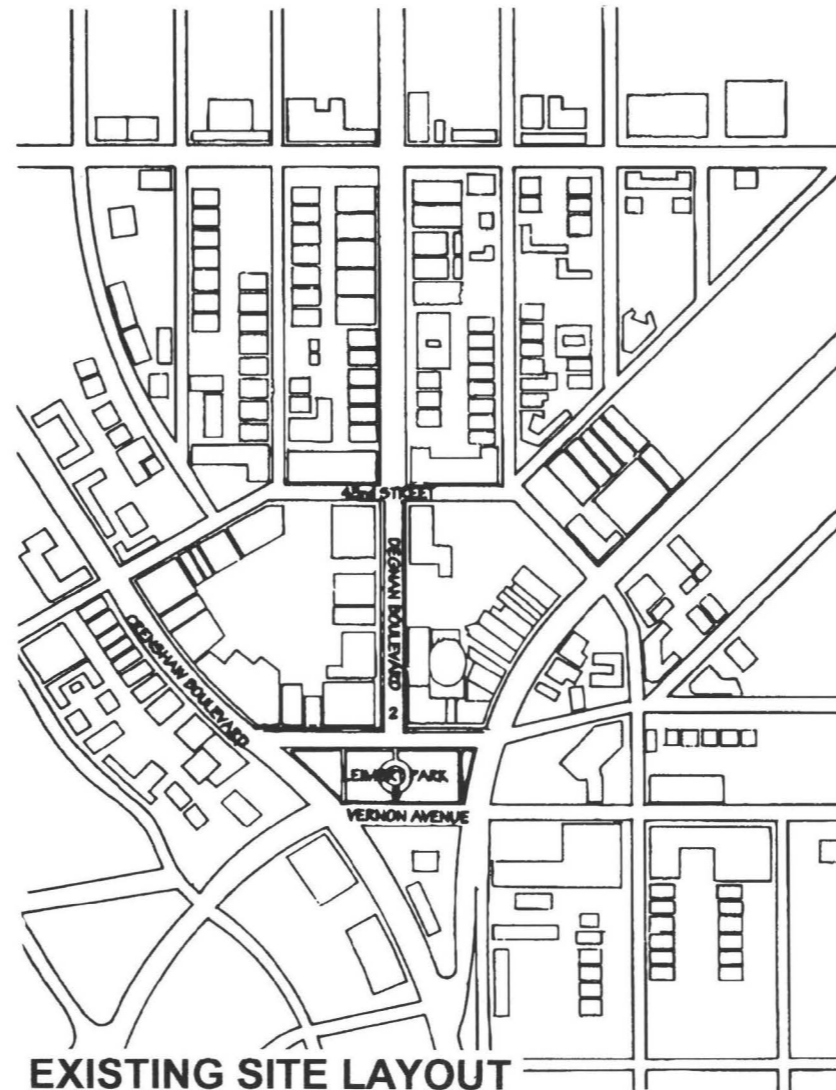 43rd STREET
DEGNAN BOULEVARD
2
CRENSHAW BOULEVARD
LEIMERT PARK
VERNON AVENUE
EXISTING SITE LAYOUT